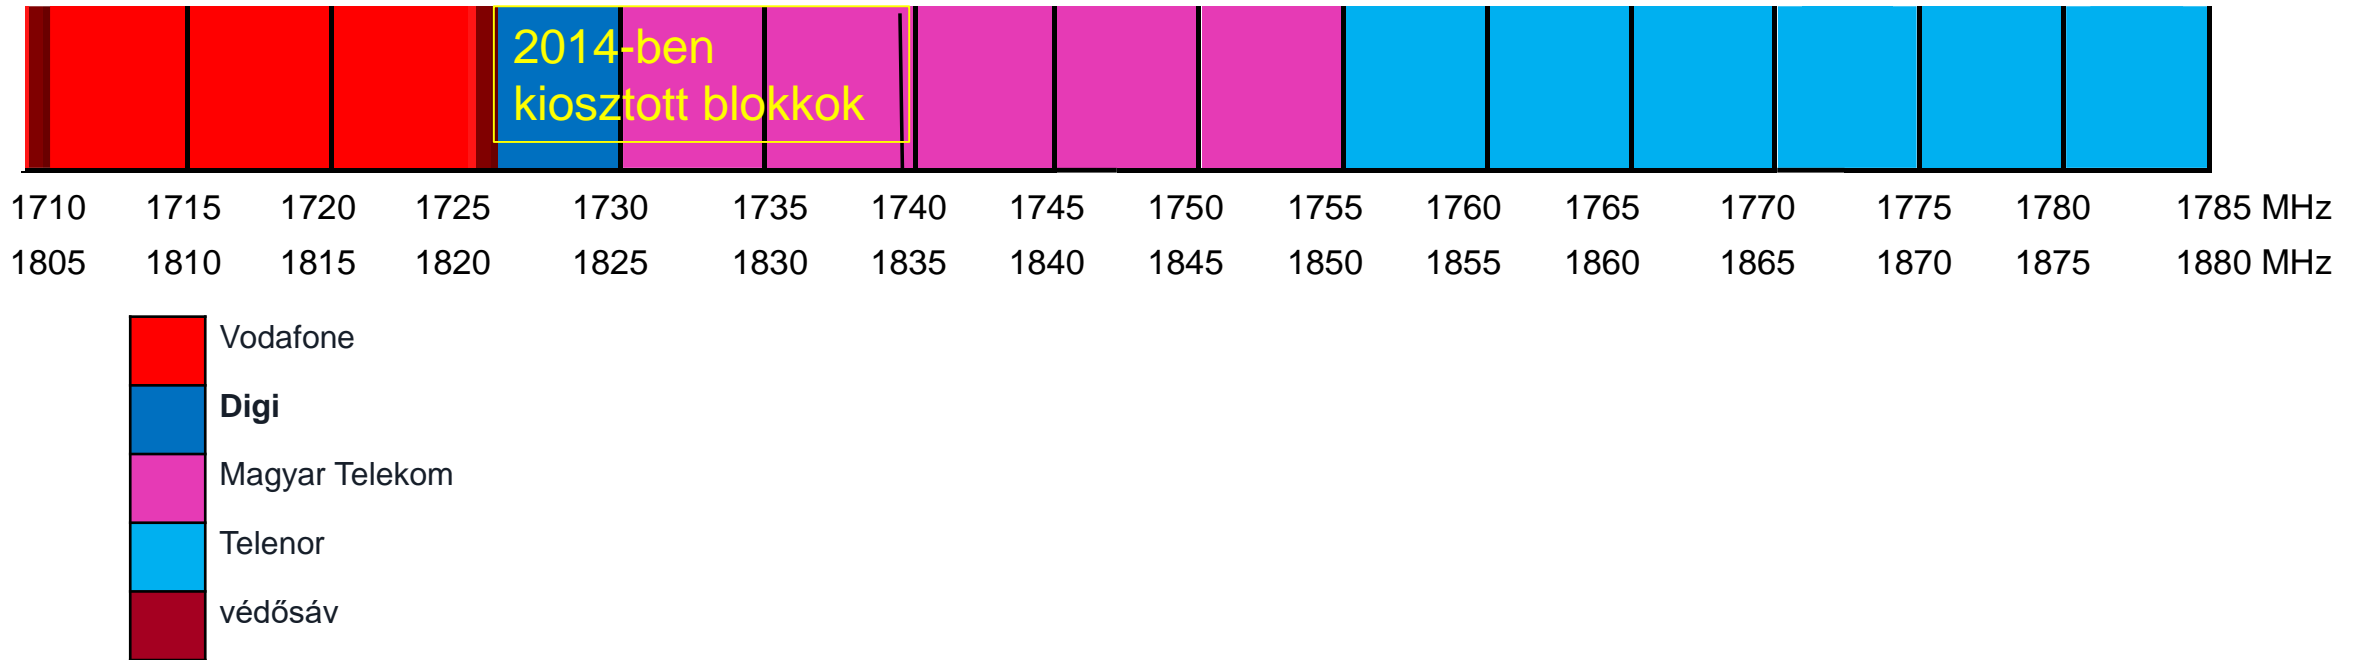 2014-ben
kiosztott blokkok
1710 1715 1720 1725 1730 1735 1740 1745 1750 1755 1760 1765 1770 1775 1780 1785 MHz
1805 1810 1815 1820 1825 1830 1835 1840 1845 1850 1855 1860 1865 1870 1875 1880 MHz
Vodafone
Digi
Magyar Telekom
Telenor
védősáv